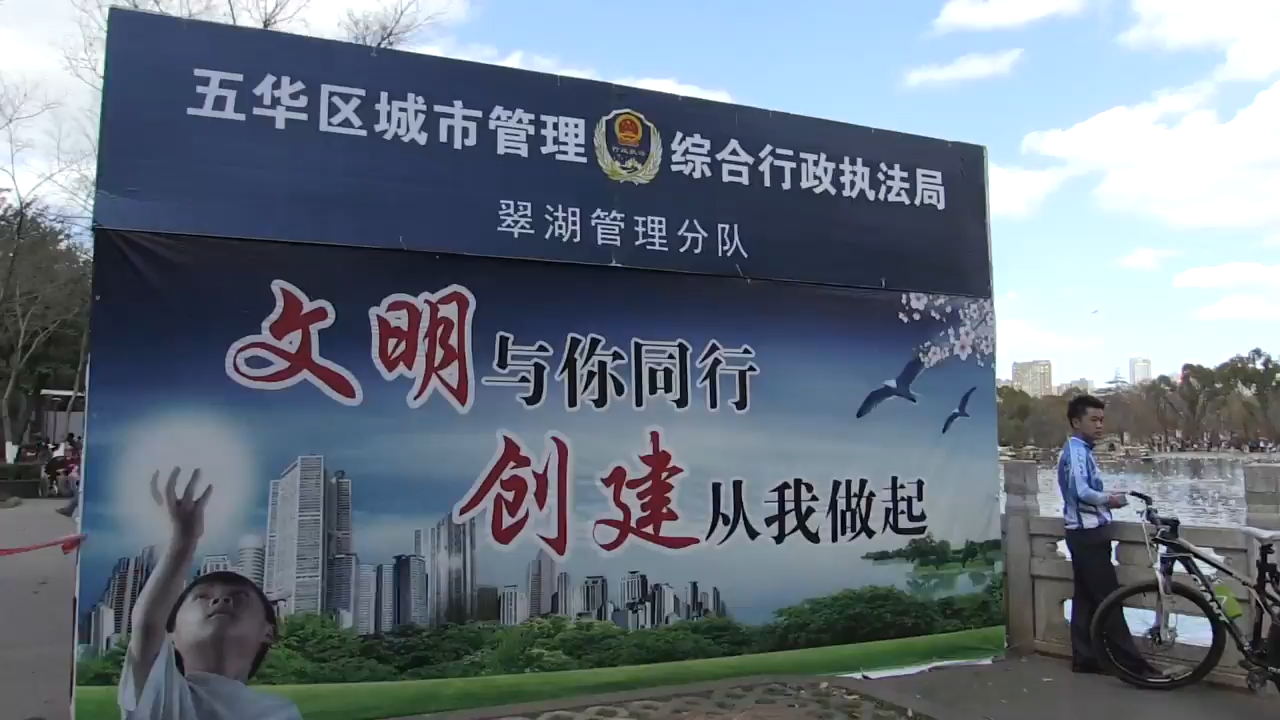 五华区城市管理 综合行政执法局
翠湖管理分队
文明与你同行
创建从我做起